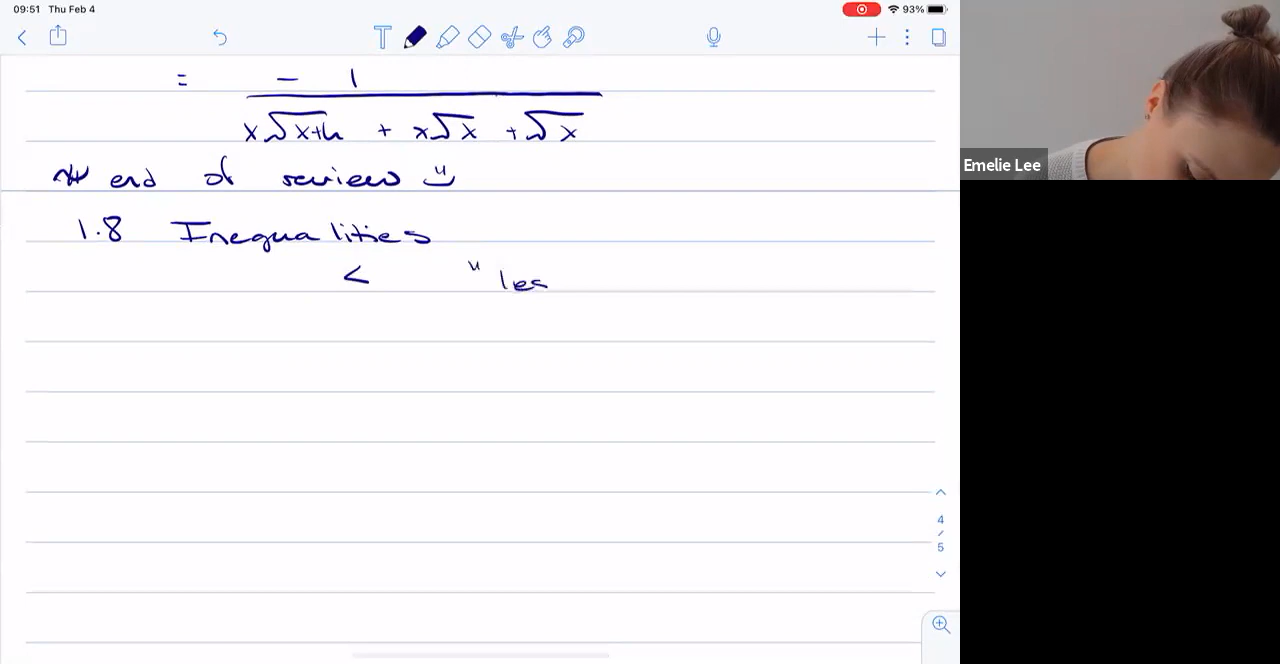 09:51 Thu Feb 4
93%
= - 1
x√x+h + x√x + √x
end of review
1.8 Inequalities
< " les
Emelie Lee
4
/
5